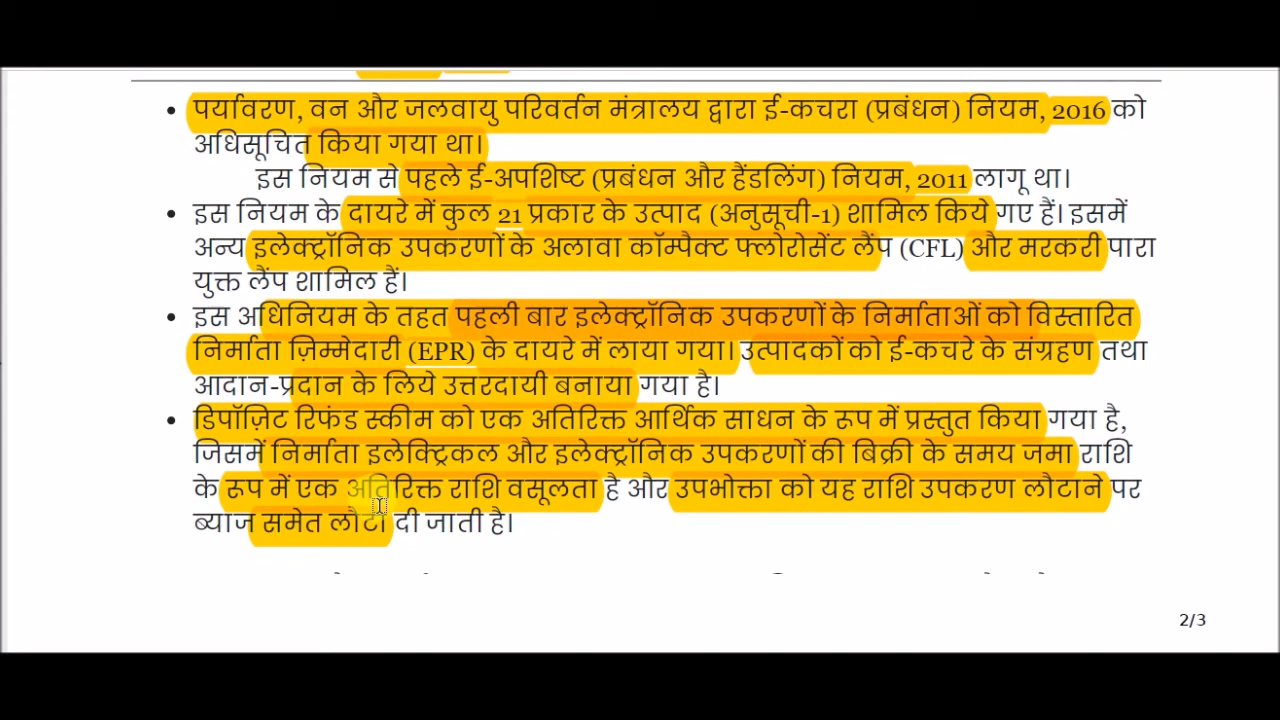 पर्यावरण, वन और जलवायु परिवर्तन मंत्रालय द्वारा ई-कचरा (प्रबंधन) नियम, 2016 को
अधिसूचित किया गया था।
इस नियम से पहले ई-अपशिष्ट (प्रबंधन और हैंडलिंग) नियम, 2011 लागू था।
इस नियम के दायरे में कुल 21 प्रकार के उत्पाद (अनुसूची-1) शामिल किये गए हैं। इसमें
अन्य इलेक्ट्रॉनिक उपकरणों के अलावा कॉम्पैक्ट फ्लोरोसेंट लैंप (CFL) और मरकरी पारा
युक्त लैंप शामिल हैं।
इस अधिनियम के तहत पहली बार इलेक्ट्रॉनिक उपकरणों के निर्माताओं को विस्तारित
निर्माता ज़िम्मेदारी (EPR) के दायरे में लाया गया। उत्पादकों को ई-कचरे के संग्रहण तथा
आदान-प्रदान के लिये उत्तरदायी बनाया गया है।
डिपॉज़िट रिफंड स्कीम को एक अतिरिक्त आर्थिक साधन के रूप में प्रस्तुत किया गया है,
जिसमें निर्माता इलेक्ट्रिकल और इलेक्ट्रॉनिक उपकरणों की बिक्री के समय जमा राशि
के रूप में एक अतिरिक्त राशि वसूलता है और उपभोक्ता को यह राशि उपकरण लौटाने पर
ब्याज समेत लौटा दी जाती है।
2/3